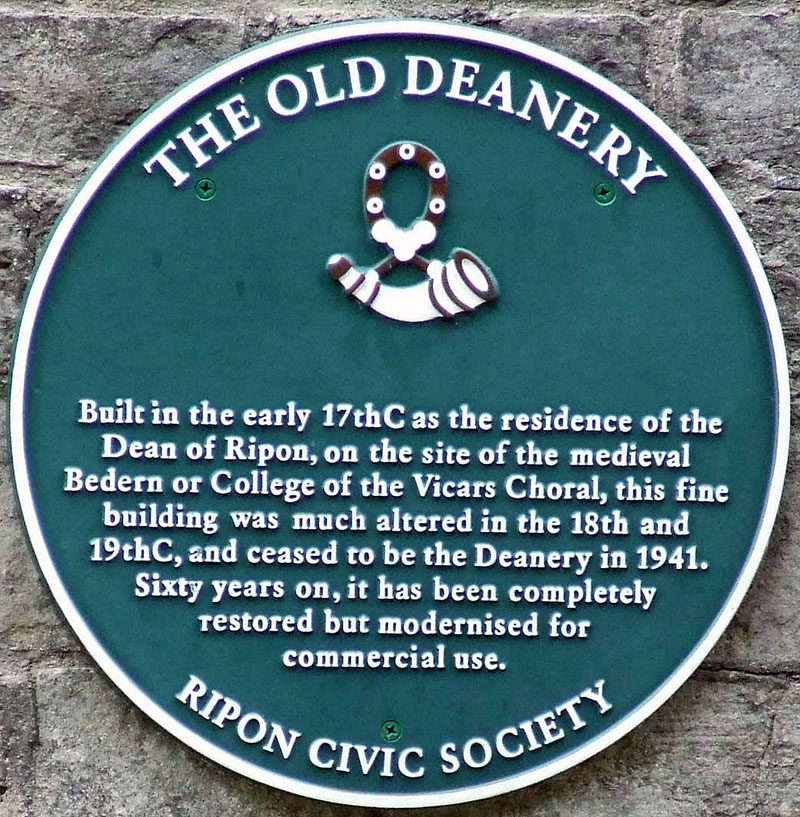 THE OLD DEANERY
Built in the early 17thC as the residence of the
Dean of Ripon, on the site of the medieval
Bedern or College of the Vicars Choral, this fine
building was much altered in the 18th and
19thC, and ceased to be the Deanery in 1941.
Sixty years on, it has been completely
restored but modernised for
commercial use.
RIPON CIVIC SOCIETY